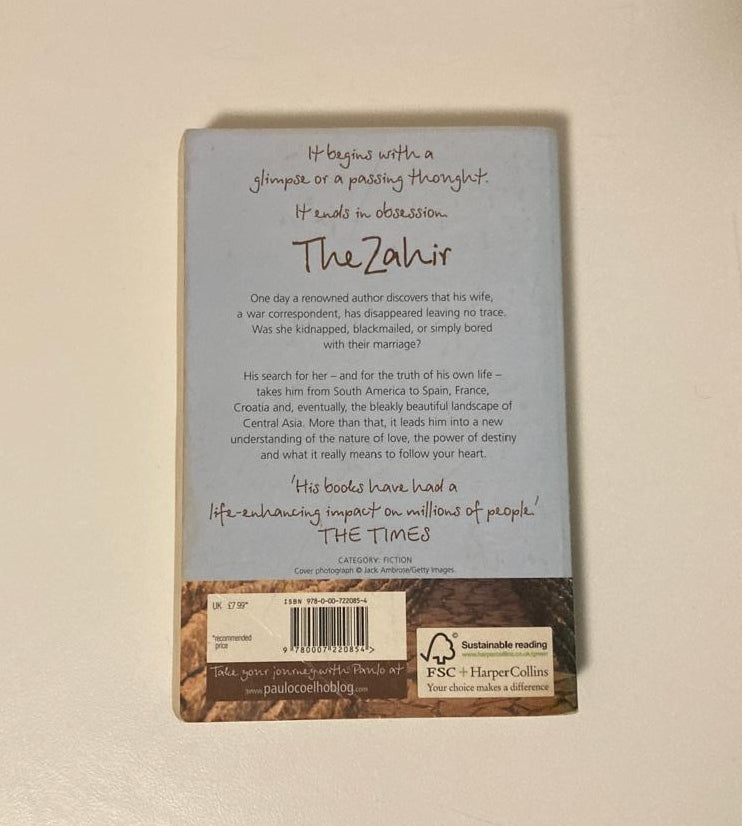 It begins with a
glimpse or a passing thought.
It ends in obsession.
The Zahir
One day a renowned author discovers that his wife,
a war correspondent, has disappeared leaving no trace.
Was she kidnapped, blackmailed, or simply bored
with their marriage?
His search for her – and for the truth of his own life –
takes him from South America to Spain, France,
Croatia and, eventually, the bleakly beautiful landscape of
Central Asia. More than that, it leads him into a new
understanding of the nature of love, the power of destiny
and what it really means to follow your heart.
'His books have had a
life-enhancing impact on millions of people.'
THE TIMES
CATEGORY: FICTION
Cover photograph © Jack Ambrose/Getty Images.
UK £7.99*
*recommended
price
ISBN 978-0-00-722085-4
9 780007 220854 >
Take your journey with Paulo at
www.paulocoelhoblog.com
©
Sustainable reading
www.harpercollins.co.uk/green
FSC + HarperCollins
Your choice makes a difference